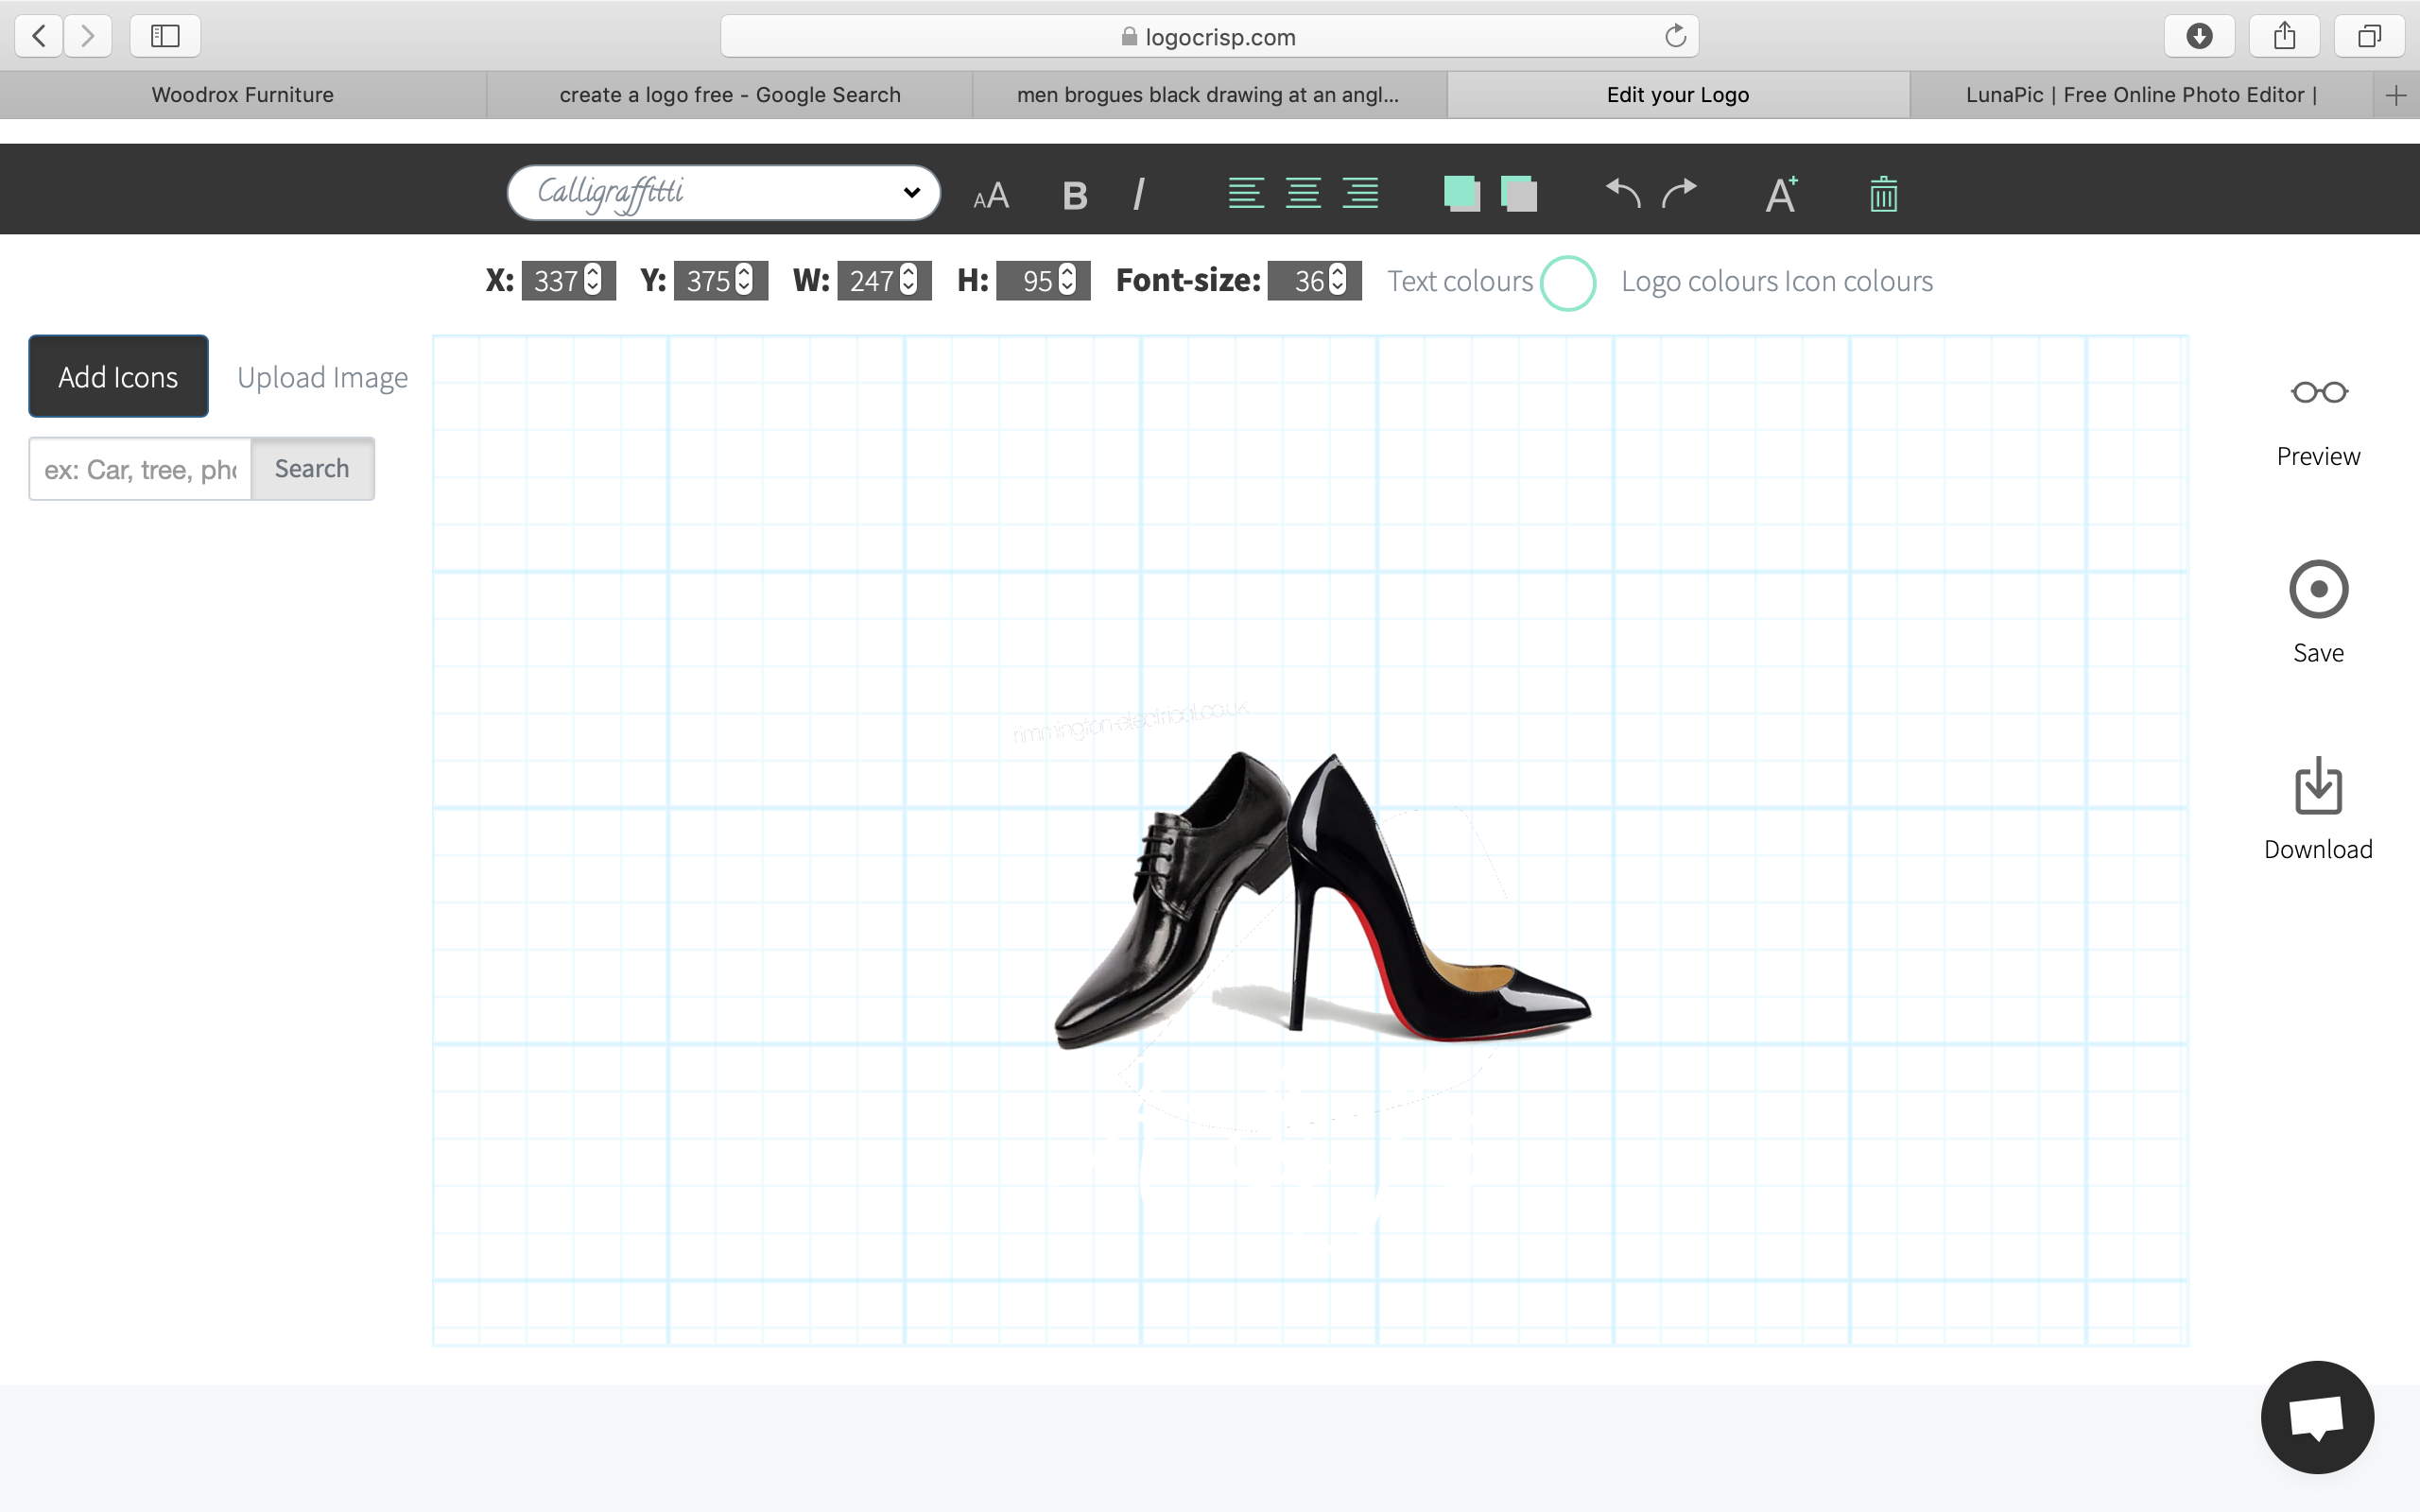 logocrisp.com
Woodrox Furniture
create a logo free - Google Search
men brogues black drawing at an angl...
Edit your Logo
LunaPic | Free Online Photo Editor |
Calligraffitti
AA B I A+
X: 337 Y: 375 W: 247 H: 95 Font-size: 36 Text colours Logo colours Icon colours
Add Icons
Upload Image
ex: Car, tree, pho
Search
Preview
Save
Download
rimmington-electrical.co.uk